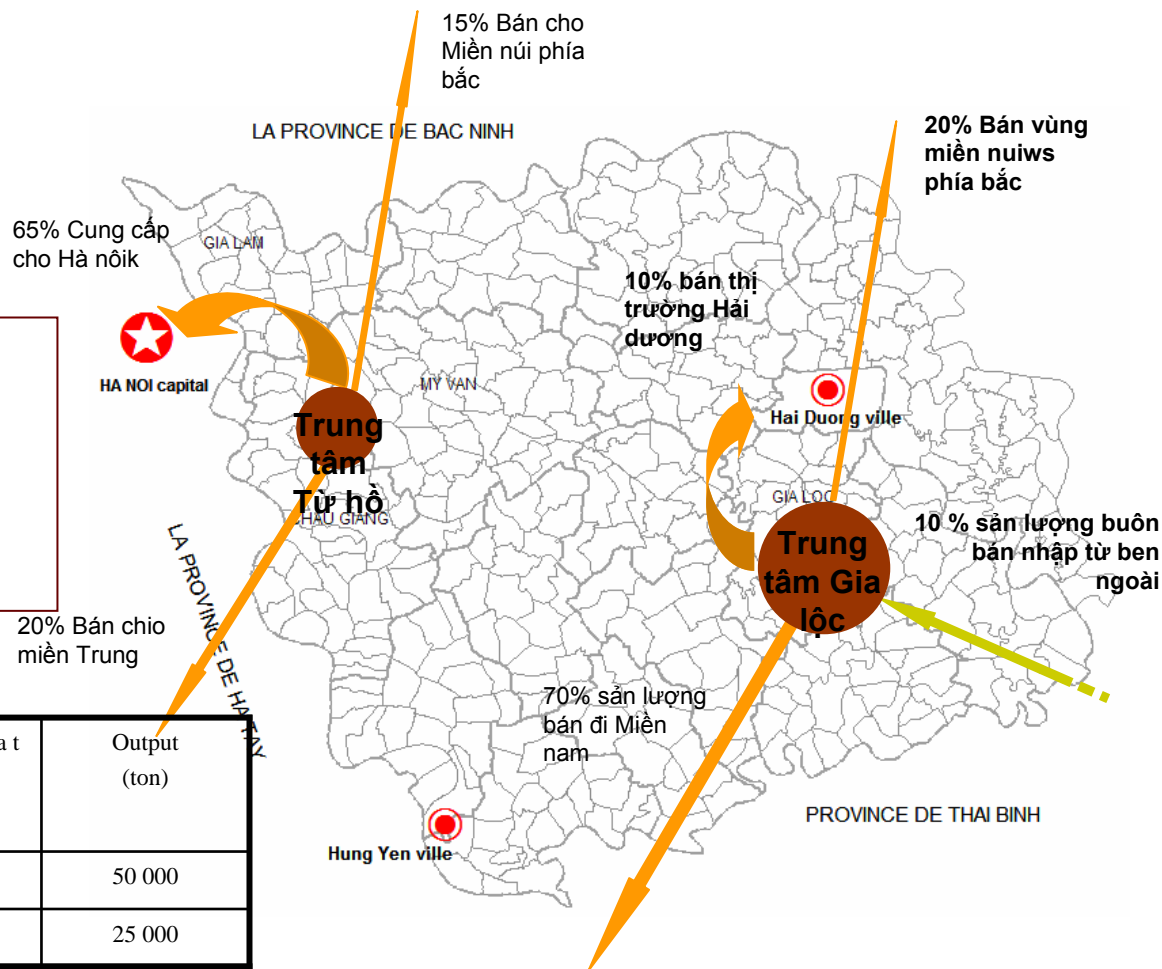 15% Bán cho
Miền núi phía
bắc
LA PROVINCE DE BAC NINH
20% Bán vùng
miền nuiws
phía bắc
65% Cung cấp
cho Hà nôik
GIA LAM
10% bán thị
trường Hải
dương
HA NOI capital
MY VAN
Hai Duong ville
Trung
tâm
Từ hồ
CHAU GIANG
GIA LOC
10 % sản lượng buôn
bán nhập từ ben
ngoài
Trung
tâm Gia
lộc
LA PROVINCE DE HA TAY
20% Bán chio
miền Trung
70% sản lượng
bán đi Miền
nam
a t
Output
(ton)
PROVINCE DE THAI BINH
Hung Yen ville
50 000
25 000